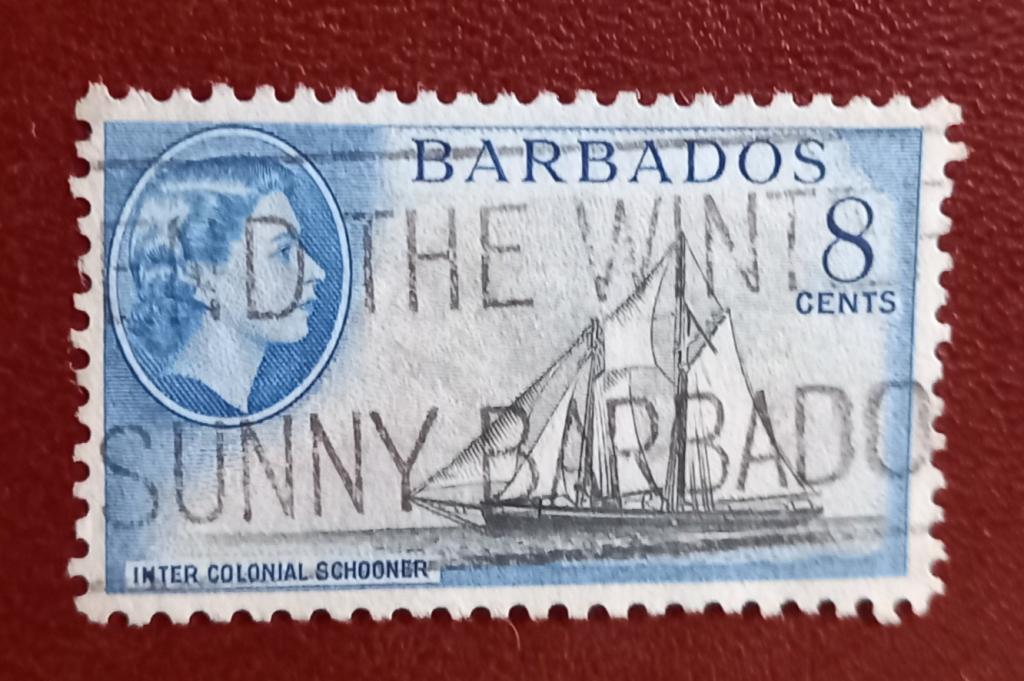 BARBADOS
8
CENTS
THE WINT
SUNNY BARBADO
INTER COLONIAL SCHOONER